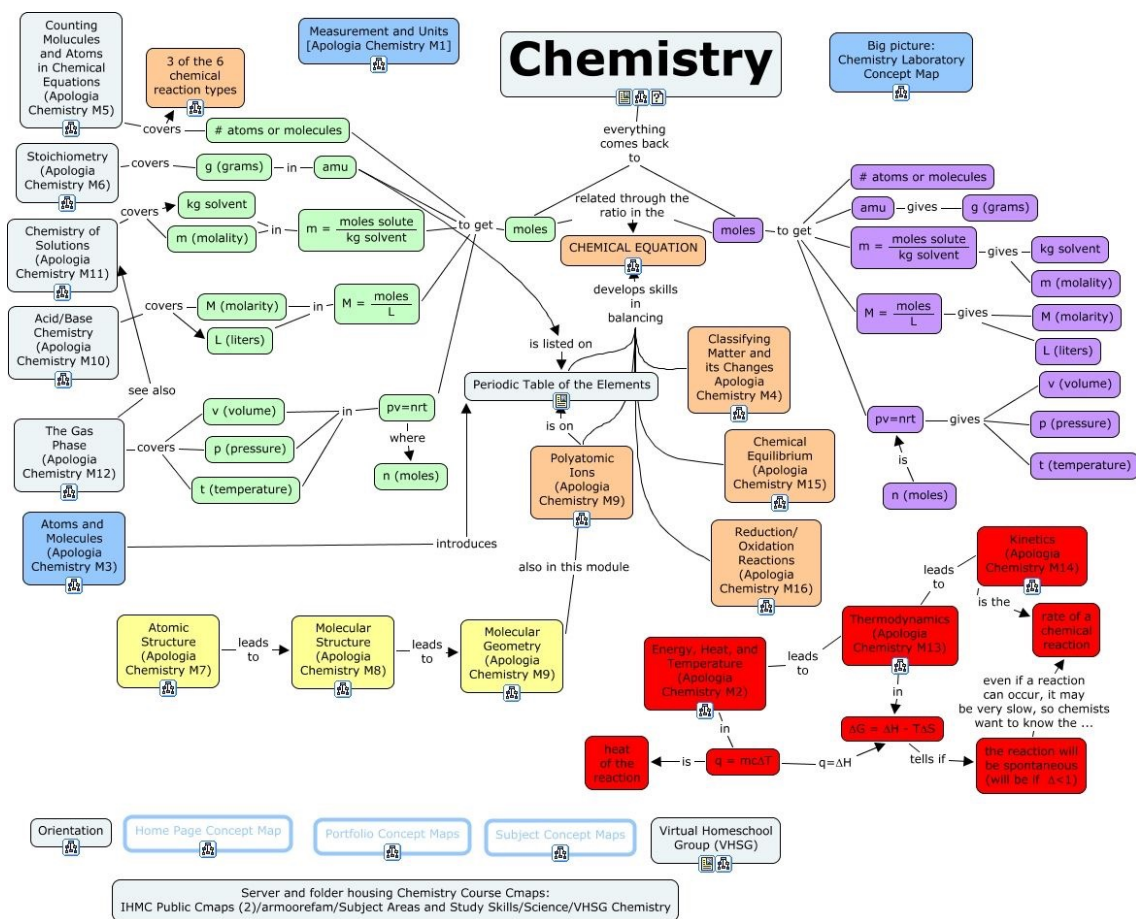 Counting
Molucules
and Atoms
in Chemical
Equations
(Apologia
Chemistry M5)
3 of the 6
chemical
reaction types
Measurement and Units
[Apologia Chemistry M1]
Chemistry
Big picture:
Chemistry Laboratory
Concept Map
everything
comes back
to
covers
# atoms or molecules
Stoichiometry
(Apologia
Chemistry M6)
covers
g (grams)
in
amu
Chemistry of
Solutions
(Apologia
Chemistry M11)
covers
kg solvent
m (molality)
in
m = moles solute
kg solvent
to get
moles
related through the
ratio in the
moles
to get
CHEMICAL EQUATION
# atoms or molecules
amu
gives
g (grams)
m = moles solute
kg solvent
gives
kg solvent
m (molality)
M = moles
L
gives
M (molarity)
L (liters)
pv=nrt
gives
v (volume)
p (pressure)
t (temperature)
is
n (moles)
Acid/Base
Chemistry
(Apologia
Chemistry M10)
covers
M (molarity)
L (liters)
in
M = moles
L
see also
The Gas
Phase
(Apologia
Chemistry M12)
covers
v (volume)
p (pressure)
t (temperature)
in
pv=nrt
where
n (moles)
develops skills
in
balancing
is listed on
Periodic Table of the Elements
is on
Classifying
Matter and
its Changes
Apologia
Chemistry M4)
Polyatomic
Ions
(Apologia
Chemistry M9)
Chemical
Equilibrium
(Apologia
Chemistry M15)
Reduction/
Oxidation
Reactions
(Apologia
Chemistry M16)
Atoms and
Molecules
(Apologia
Chemistry M3)
introduces
also in this module
Atomic
Structure
(Apologia
Chemistry M7)
leads
to
Molecular
Structure
(Apologia
Chemistry M8)
leads
to
Molecular
Geometry
(Apologia
Chemistry M9)
Energy, Heat, and
Temperature
(Apologia
Chemistry M2)
leads
to
Thermodynamics
(Apologia
Chemistry M13)
leads
to
Kinetics
(Apologia
Chemistry M14)
is the
rate of a
chemical
reaction
even if a reaction
can occur, it may
be very slow, so chemists
want to know the ...
in
in
ΔG = ΔH - TΔS
heat
of the
reaction
is
q = mcΔT
q=ΔH
tells if
the reaction will
be spontaneous
(will be if Δ<1)
Orientation
Home Page Concept Map
Portfolio Concept Maps
Subject Concept Maps
Virtual Homeschool
Group (VHSG)
Server and folder housing Chemistry Course Cmaps:
IHMC Public Cmaps (2)/armoorefam/Subject Areas and Study Skills/Science/VHSG Chemistry